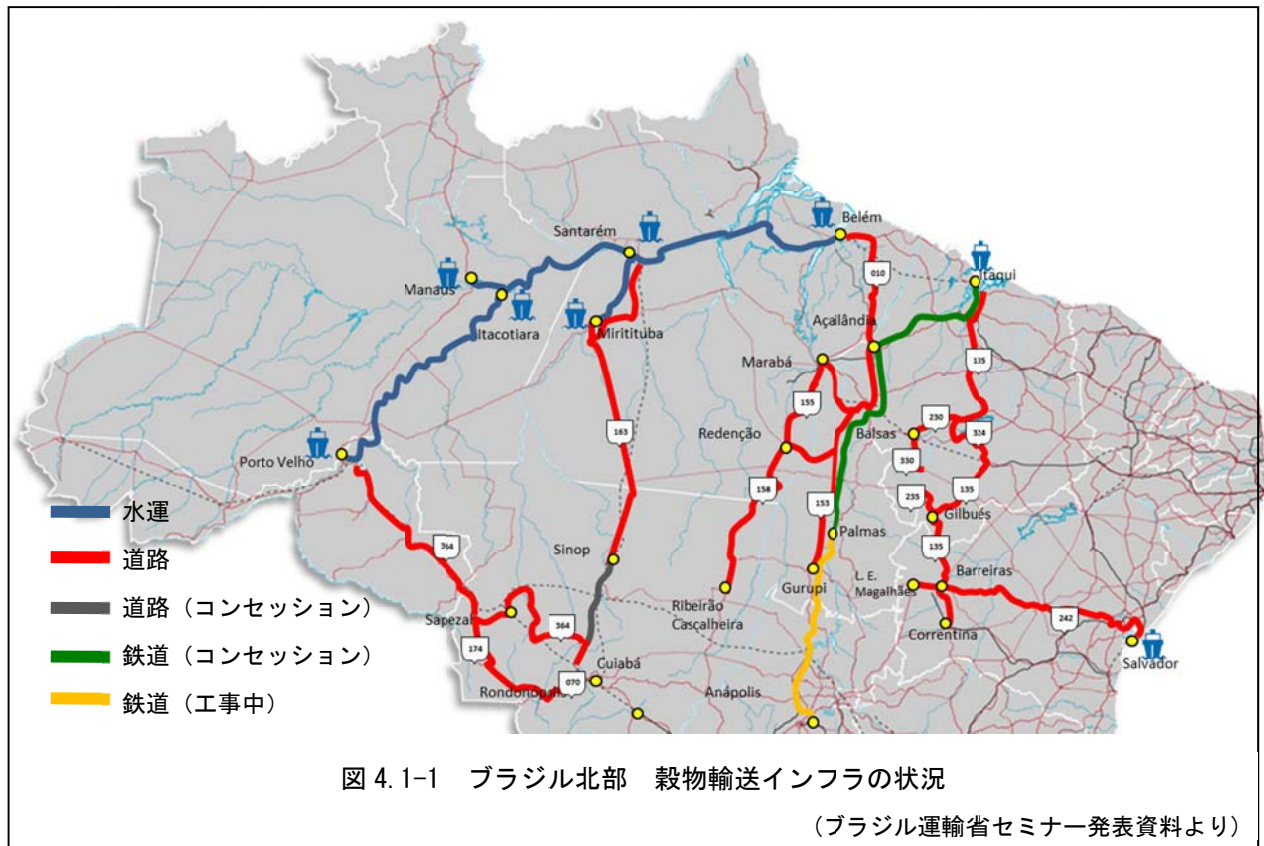 Belém
Santarém
010
Itaqui
Manaus
Itacotiara
Miritituba
Açailândia
Marabá
135
155
230
Redenção
Balsas
324
163
330
Porto Velho
158
235
135
153
Gilbués
水運
Palmas
364
135
道路
Sinop
Barreiras
L. E.
Magalhães
Gurupi
道路（コンセッション）
Ribeirão
Cascalheira
242
Sapezal
364
Correntina
鉄道（コンセッション）
174
Cuiabá
Salvador
070
Rondonópolis
Anápolis
鉄道（工事中）
図 4.1-1　ブラジル北部　穀物輸送インフラの状況
（ブラジル運輸省セミナー発表資料より）